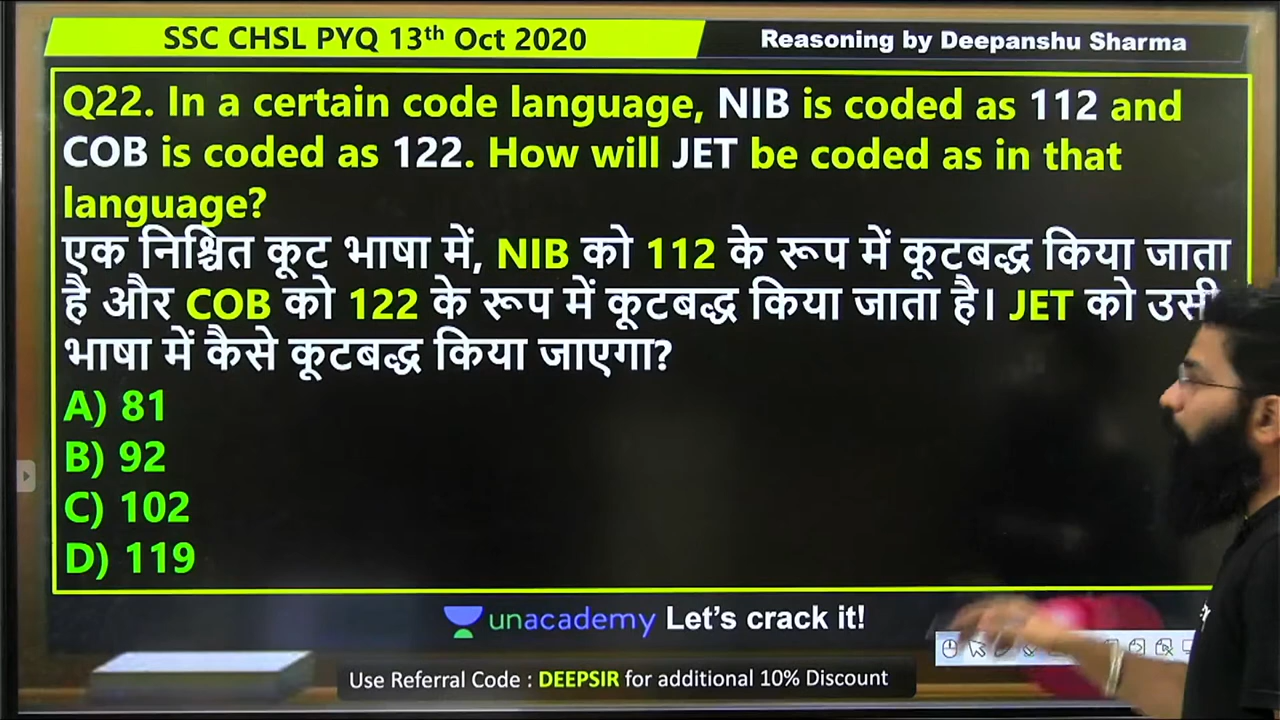 SSC CHSL PYQ 13th Oct 2020
Reasoning by Deepanshu Sharma
Q22. In a certain code language, NIB is coded as 112 and
COB is coded as 122. How will JET be coded as in that
language?
एक निश्चित कूट भाषा में, NIB को 112 के रूप में कूटबद्ध किया जाता
है और COB को 122 के रूप में कूटबद्ध किया जाता है। JET को उसी
भाषा में कैसे कूटबद्ध किया जाएगा?
A) 81
B) 92
C) 102
D) 119
unacademy Let's crack it!
Use Referral Code : DEEPSIR for additional 10% Discount